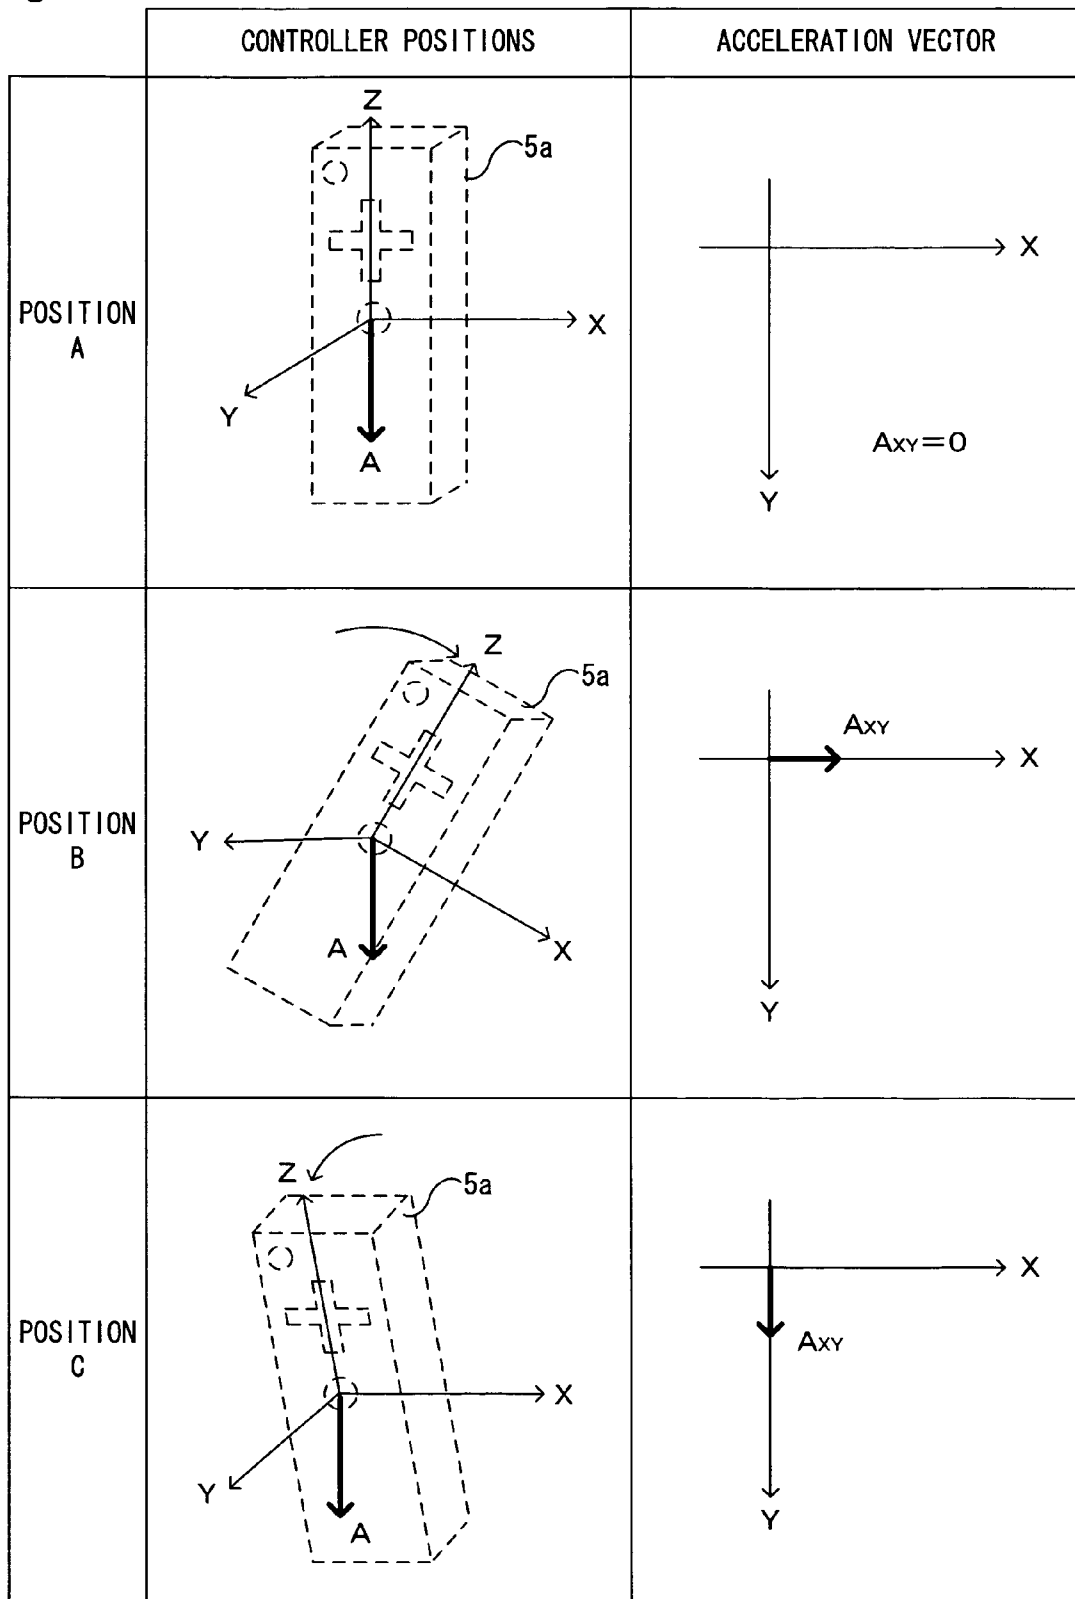 CONTROLLER POSITIONS
ACCELERATION VECTOR
POSITION
A
Z
5a
X
Y
A
X
AXY=0
Y
POSITION
B
Z
5a
Y
A
X
AXY
X
Y
POSITION
C
Z
5a
X
Y
A
X
AXY
Y